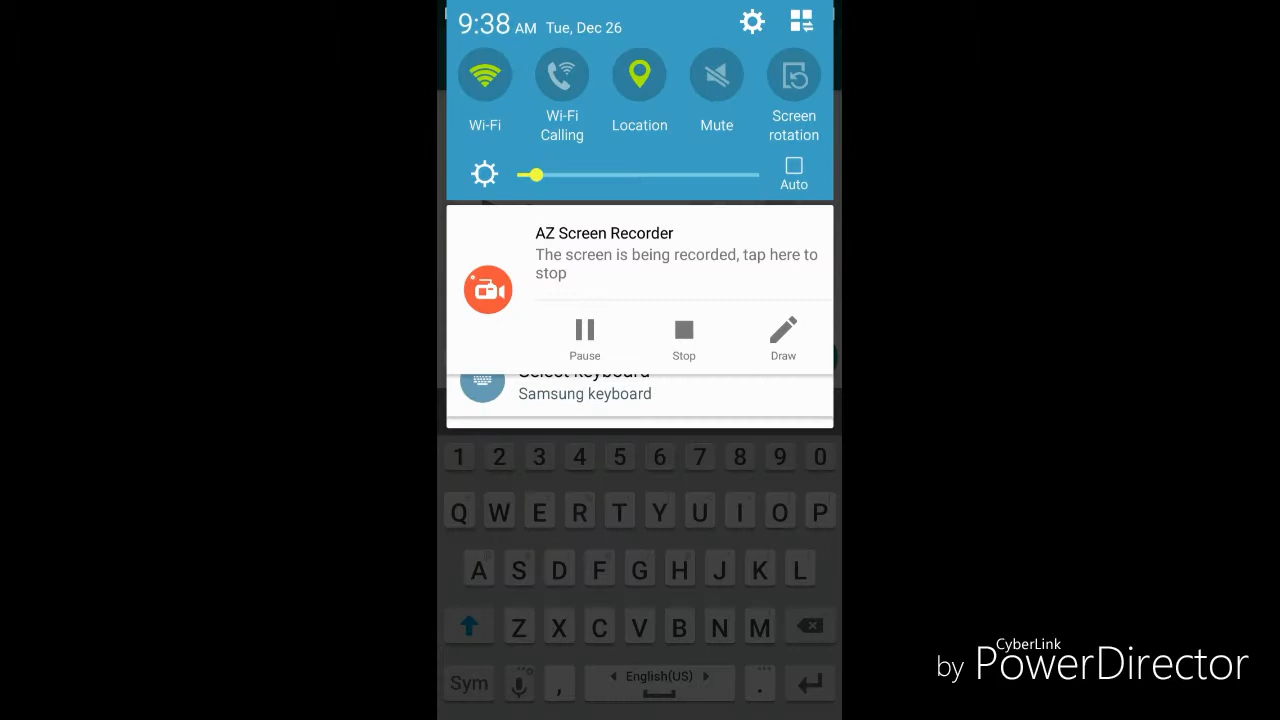 9:38 AM Tue, Dec 26
Wi-Fi
Wi-Fi
Calling
Location
Mute
Screen
rotation
Auto
AZ Screen Recorder
The screen is being recorded, tap here to
stop
Pause
Stop
Draw
Select keyboard
Samsung keyboard
1 2 3 4 5 6 7 8 9 0
Q W E R T Y U I O P
A S D F G H J K L
Z X C V B N M
Sym , English(US) .
CyberLink
by PowerDirector